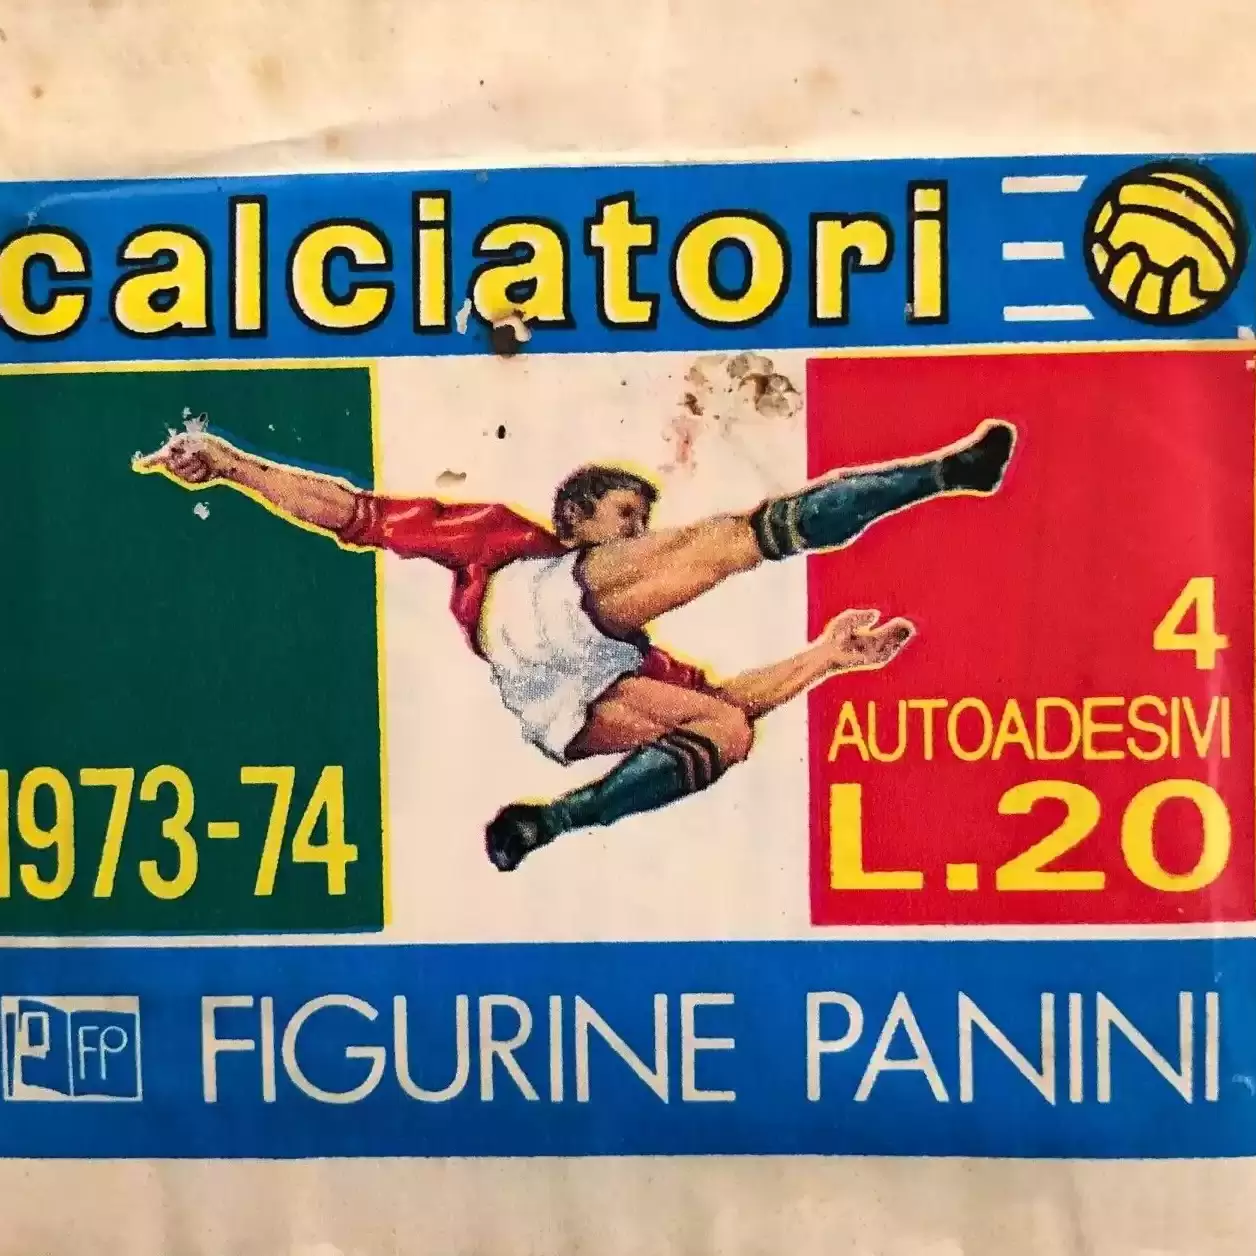 calciatori
1973-74
4
AUTOADESIVI
L.20
FP FIGURINE PANINI